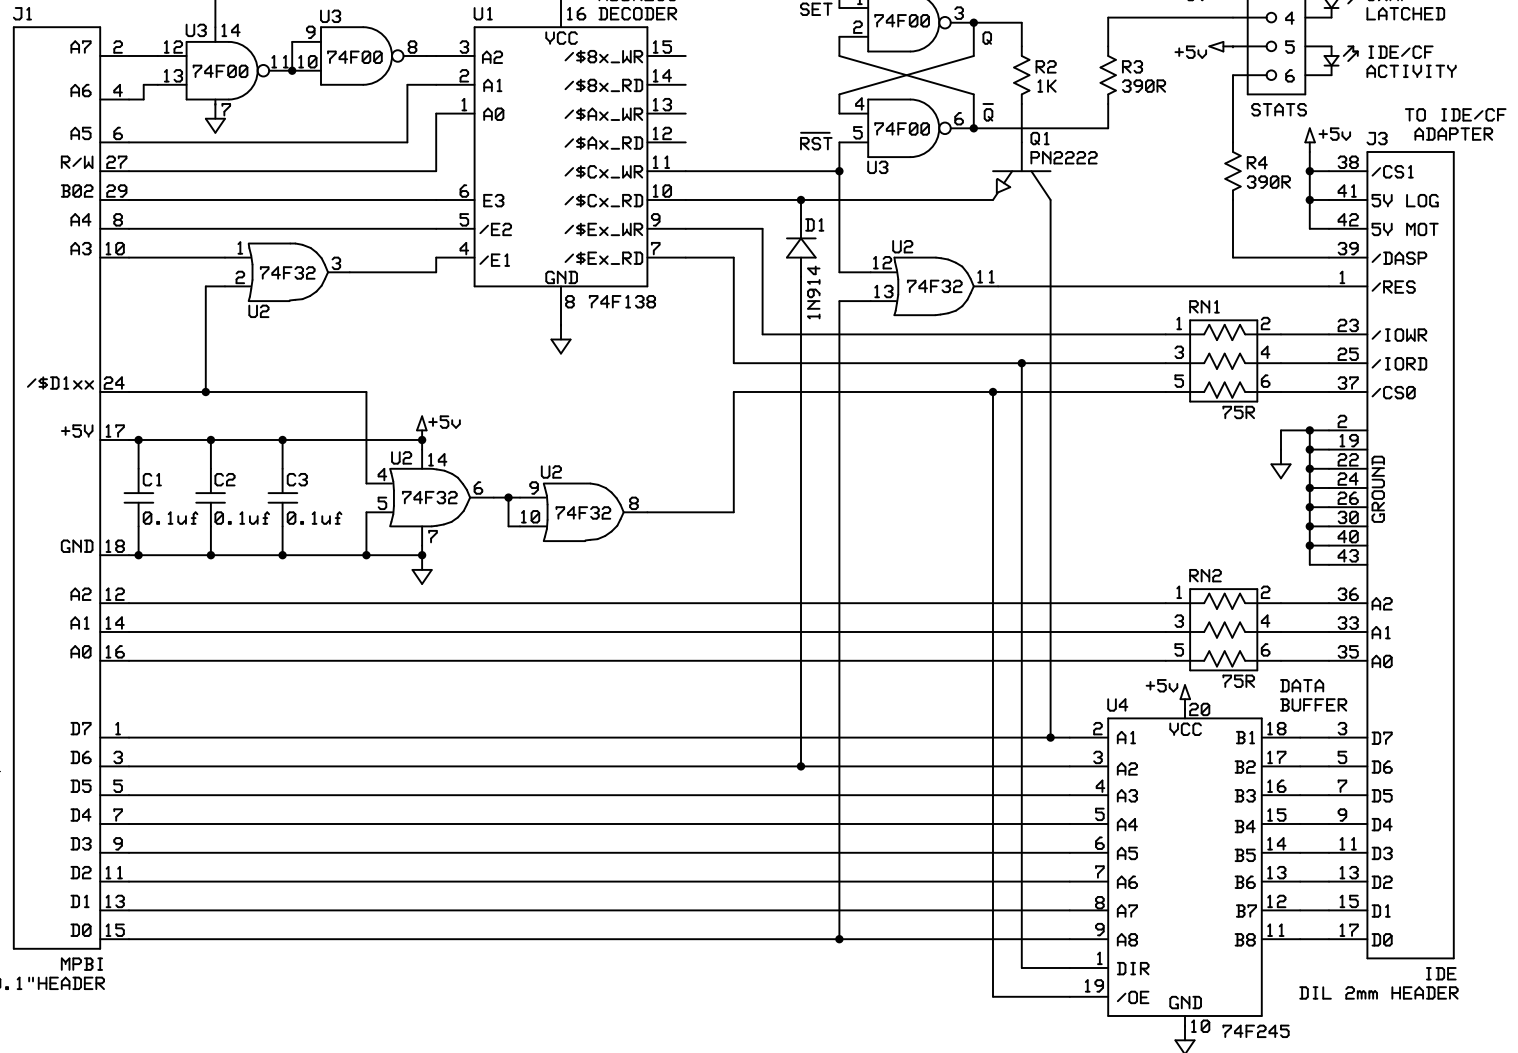 J1
A7 2
A6 4
A5 6
R/W 27
B02 29
A4 8
A3 10
/$D1xx 24
+5V 17
GND 18
A2 12
A1 14
A0 16
D7 1
D6 3
D5 5
D4 7
D3 9
D2 11
D1 13
D0 15
MPBI
.1"HEADER
U3 14
12
13
74F00
11
7
U3
9
10
74F00
8
1
2
74F32
3
U2
U1
16 DECODER
VCC
3 A2
2 A1
1 A0
6 E3
5 /E2
4 /E1
/$8x_WR 15
/$8x_RD 14
/$Ax_WR 13
/$Ax_RD 12
/$Cx_WR 11
/$Cx_RD 10
/$Ex_WR 9
/$Ex_RD 7
GND
8 74F138
C1
0.1uf
C2
0.1uf
C3
0.1uf
+5v
U2 14
4
5
74F32
6
7
U2
9
10
74F32
8
SET
1
2
74F00
3
Q
4
5
74F00
6
Q
RST
U3
R2
1K
R3
390R
Q1
PN2222
D1
1N914
U2
12
13
74F32
11
+5v
4
5
6
STATS
LATCHED
IDE/CF
ACTIVITY
R4
390R
TO IDE/CF
ADAPTER
+5v
J3
38 /CS1
41 5V LOG
42 5V MOT
39 /DASP
1 /RES
RN1
1 2 23 /IOWR
3 4 25 /IORD
5 6 37 /CS0
75R
2
19
22
24
26
30
40
43
GROUND
RN2
1 2 36 A2
3 4 33 A1
5 6 35 A0
75R
+5v
DATA
BUFFER
U4
20
VCC
2 A1 B1 18 3 D7
3 A2 B2 17 5 D6
4 A3 B3 16 7 D5
5 A4 B4 15 9 D4
6 A5 B5 14 11 D3
7 A6 B6 13 13 D2
8 A7 B7 12 15 D1
9 A8 B8 11 17 D0
1 DIR
19 /OE
GND
10 74F245
IDE
DIL 2mm HEADER